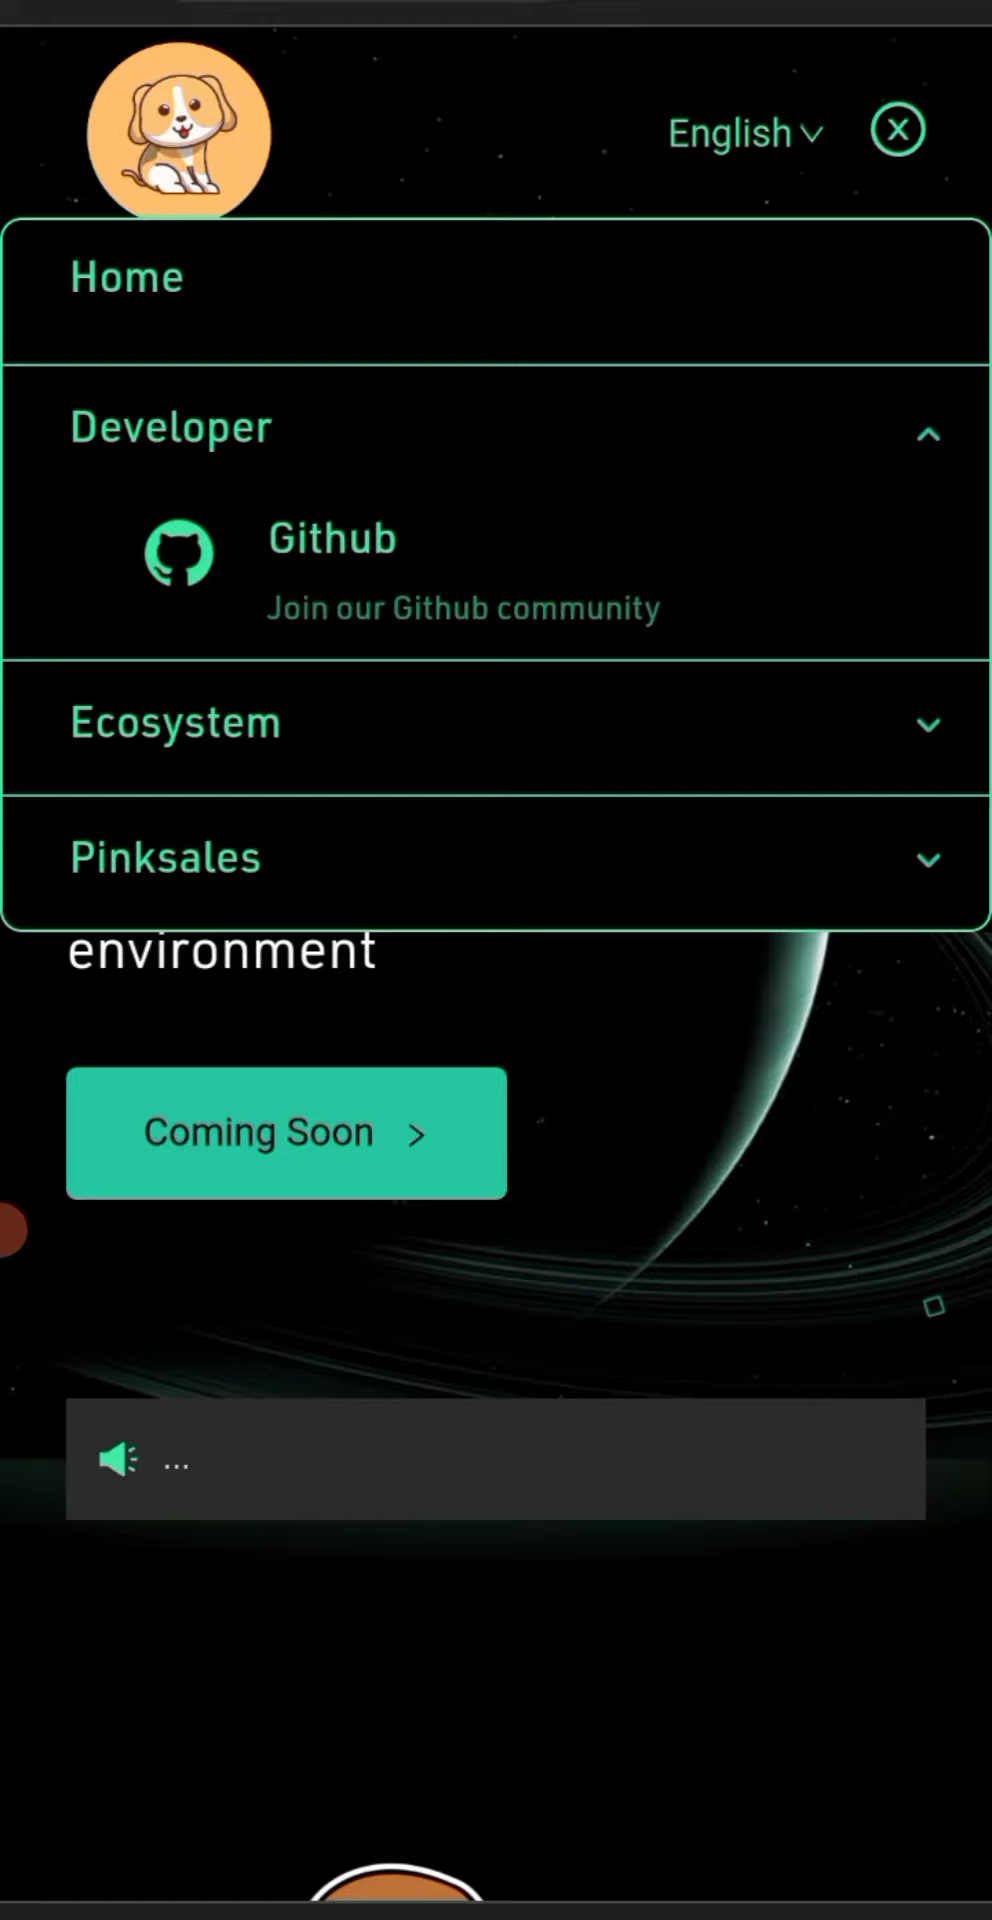 English
Home
Developer
Github
Join our Github community
Ecosystem
Pinksales
environment
Coming Soon >
...